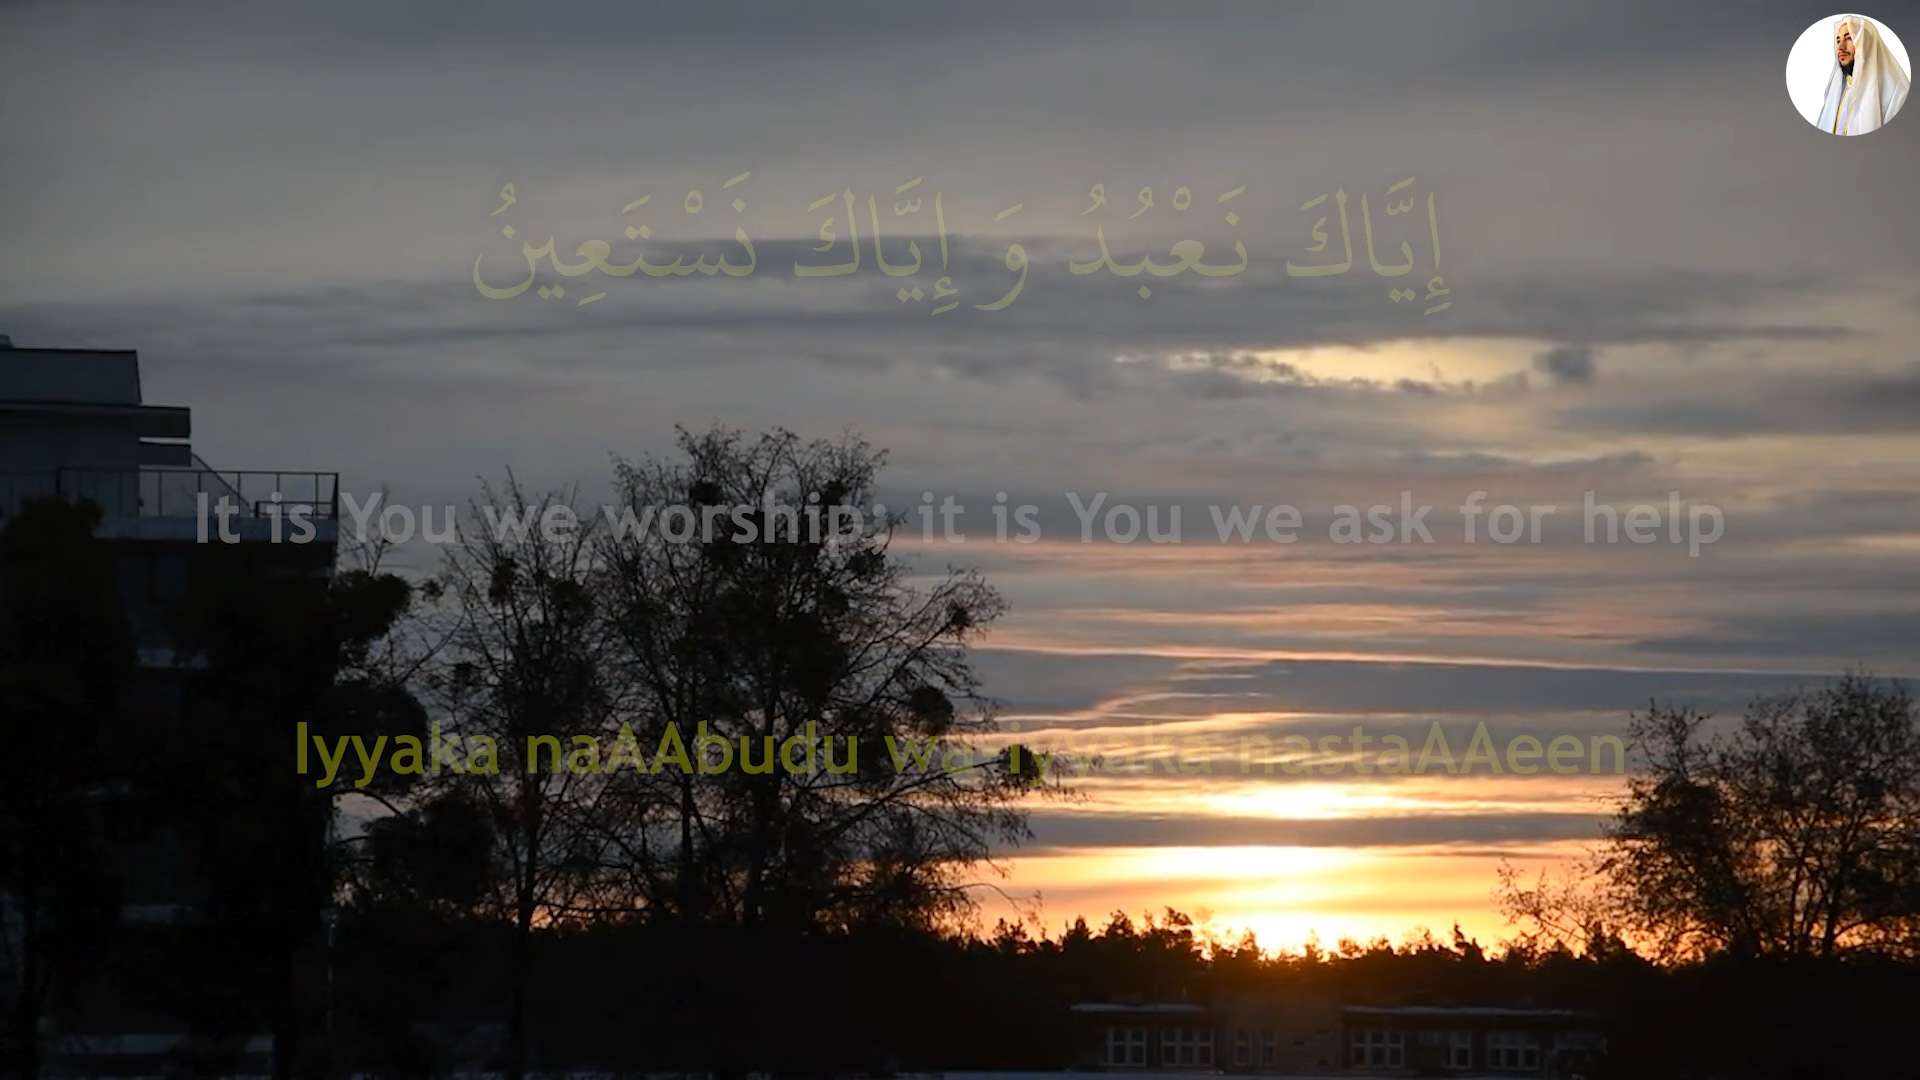 إِيَّاكَ نَعْبُدُ وَ إِيَّاكَ نَسْتَعِينُ
It is You we worship; it is You we ask for help
Iyyaka naAAbudu wa-iyyaka nastaAAeen